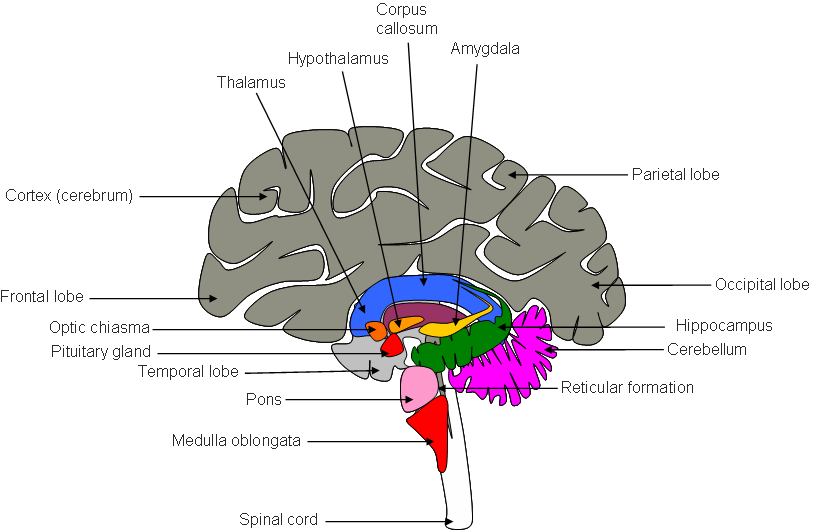 Corpus
callosum
Amygdala
Hypothalamus
Thalamus
Parietal lobe
Cortex (cerebrum)
Occipital lobe
Frontal lobe
Hippocampus
Optic chiasma
Cerebellum
Pituitary gland
Temporal lobe
Reticular formation
Pons
Medulla oblongata
Spinal cord